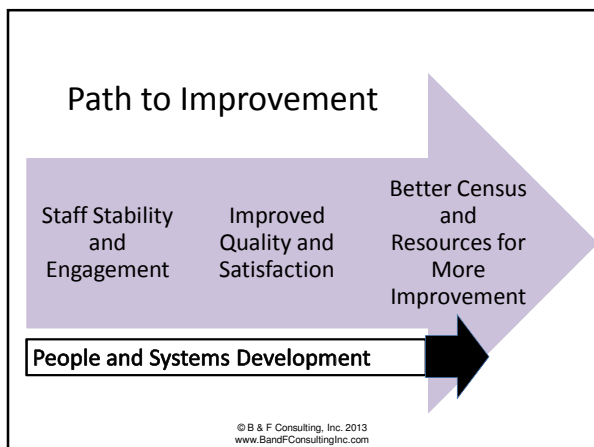 Path to Improvement
Staff Stability
and
Engagement
Improved
Quality and
Satisfaction
Better Census
and
Resources for
More
Improvement
People and Systems Development
© B & F Consulting, Inc. 2013
www.BandFConsultingInc.com